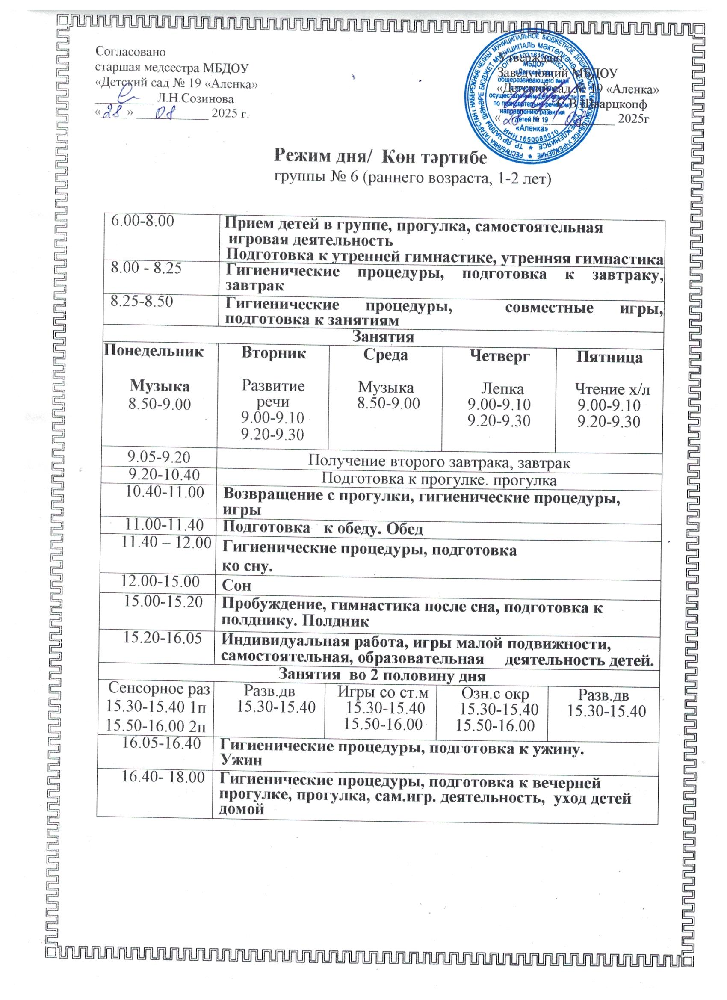 Согласовано
старшая медсестра МБДОУ
«Детский сад № 19 «Аленка»
Л.Н.Созинова
«28» 08 2025 г.
Утверждаю
Заведующий МБДОУ
«Детский сад № 19 «Аленка»
С.В.Шварцкопф
«28» 08 2025г
РЕСПУБЛИКА ТАТАРСТАН г. НАБЕРЕЖНЫЕ ЧЕЛНЫ МУНИЦИПАЛЬНОЕ БЮДЖЕТНОЕ ДОШКОЛЬНОЕ ОБРАЗОВАТЕЛЬНОЕ УЧРЕЖДЕНИЕ
МБДОУ
«Детский сад
общеразвивающего вида
с приоритетным
осуществлением деятельности
по познавательно-речевому
направлению развития
детей № 19
«Аленка»
ИНН 1650085910
Режим дня/ Көн тәртибе
группы № 6 (раннего возраста, 1-2 лет)
6.00-8.00
Прием детей в группе, прогулка, самостоятельная
игровая деятельность
Подготовка к утренней гимнастике, утренняя гимнастика
8.00 - 8.25
Гигиенические процедуры, подготовка к завтраку,
завтрак
8.25-8.50
Гигиенические процедуры, совместные игры,
подготовка к занятиям
Занятия
Понедельник
Музыка
8.50-9.00
Вторник
Развитие
речи
9.00-9.10
9.20-9.30
Среда
Музыка
8.50-9.00
Четверг
Лепка
9.00-9.10
9.20-9.30
Пятница
Чтение х/л
9.00-9.10
9.20-9.30
9.05-9.20
Получение второго завтрака, завтрак
9.20-10.40
Подготовка к прогулке. прогулка
10.40-11.00
Возвращение с прогулки, гигиенические процедуры,
игры
11.00-11.40
Подготовка к обеду. Обед
11.40 – 12.00
Гигиенические процедуры, подготовка
ко сну.
12.00-15.00
Сон
15.00-15.20
Пробуждение, гимнастика после сна, подготовка к
полднику. Полдник
15.20-16.05
Индивидуальная работа, игры малой подвижности,
самостоятельная, образовательная деятельность детей.
Занятия во 2 половину дня
Сенсорное раз
15.30-15.40 1п
15.50-16.00 2п
Разв.дв
15.30-15.40
Игры со ст.м
15.30-15.40
15.50-16.00
Озн.с окр
15.30-15.40
15.50-16.00
Разв.дв
15.30-15.40
16.05-16.40
Гигиенические процедуры, подготовка к ужину.
Ужин
16.40- 18.00
Гигиенические процедуры, подготовка к вечерней
прогулке, прогулка, сам.игр. деятельность, уход детей
домой